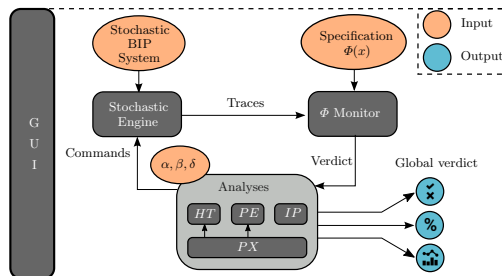 Stochastic
BIP
System
Specification
Φ(x)
Input
Output
G
U
I
Stochastic
Engine
Traces
Φ Monitor
Commands
α, β, δ
Verdict
Analyses
Global verdict
HT
PE
IP
PX
%